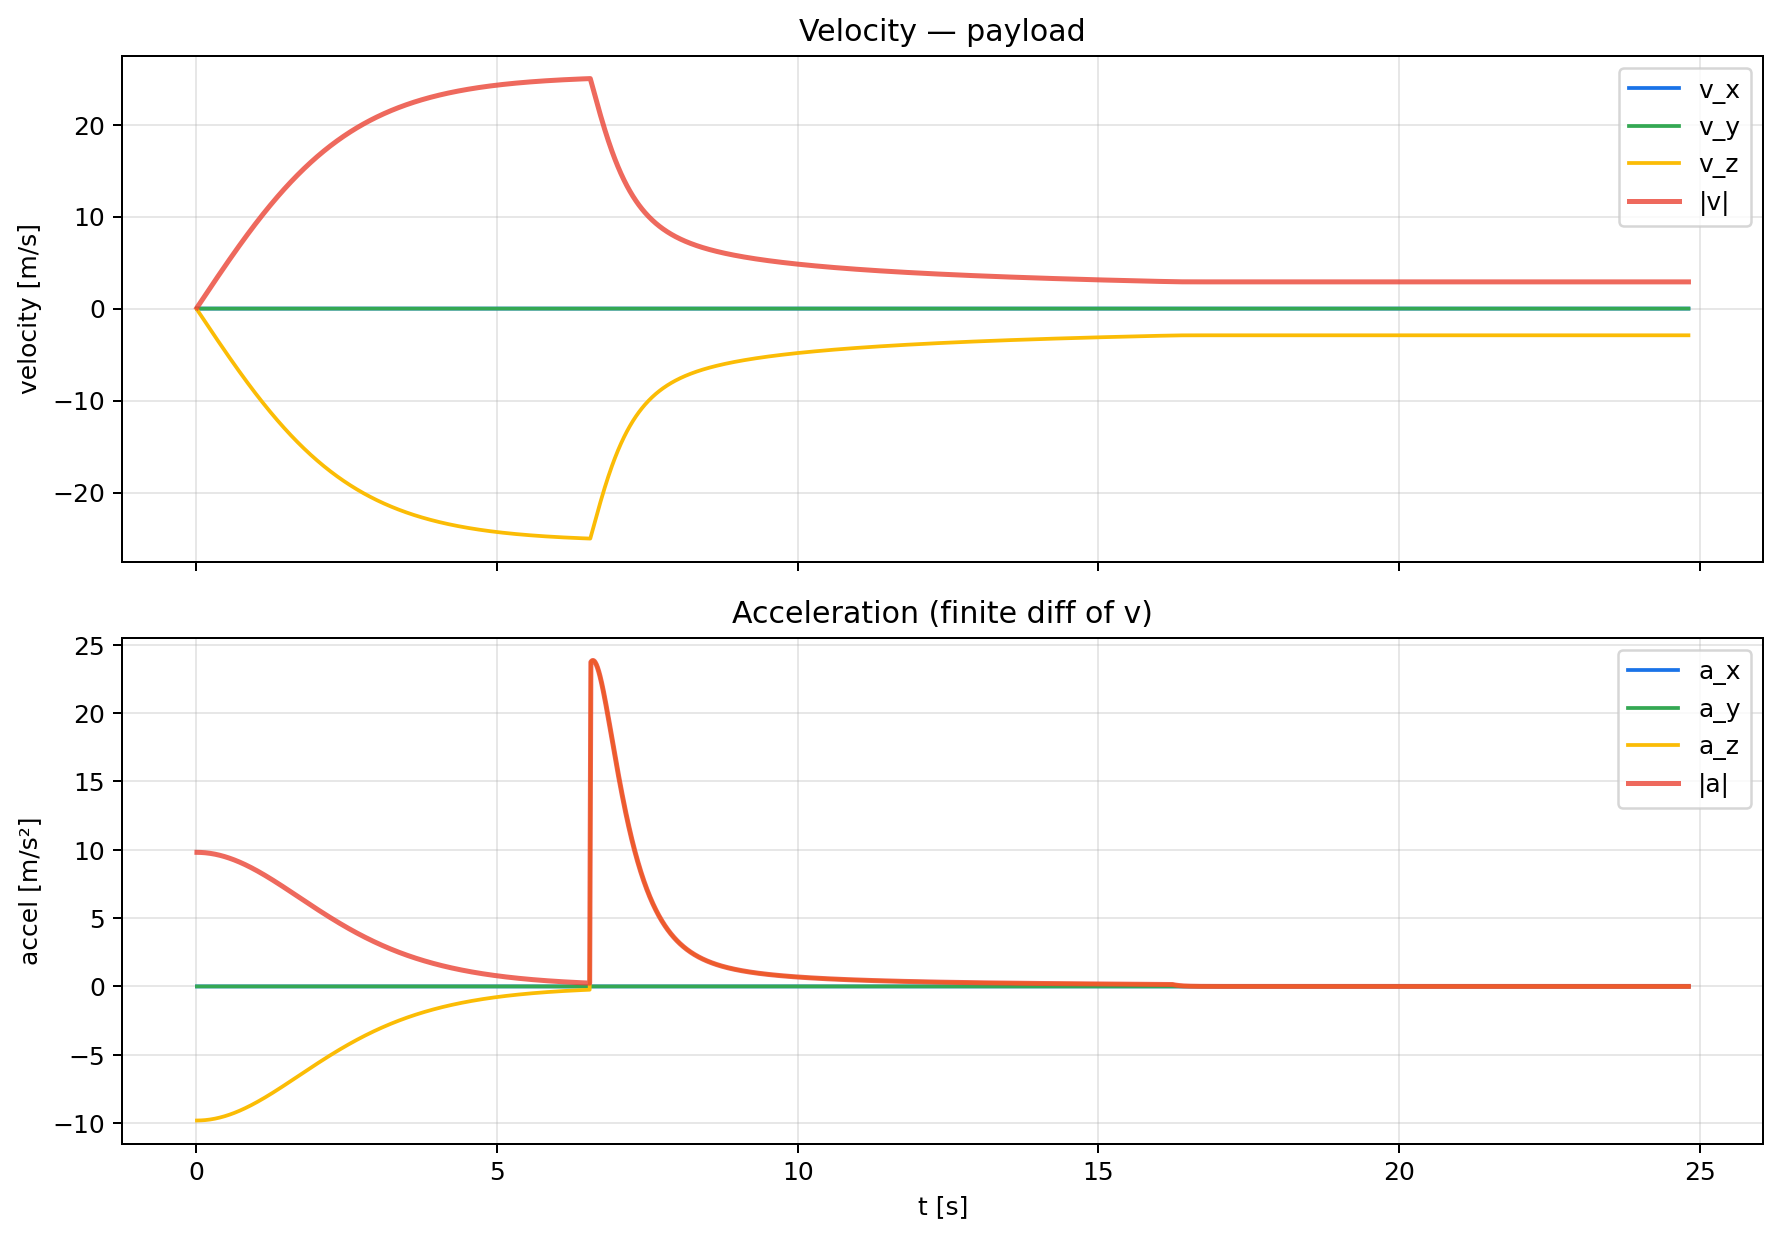 Velocity — payload
velocity [m/s]
20
10
0
−10
−20
v_x
v_y
v_z
|v|
Acceleration (finite diff of v)
accel [m/s²]
25
20
15
10
5
0
−5
−10
a_x
a_y
a_z
|a|
0 5 10 15 20 25
t [s]